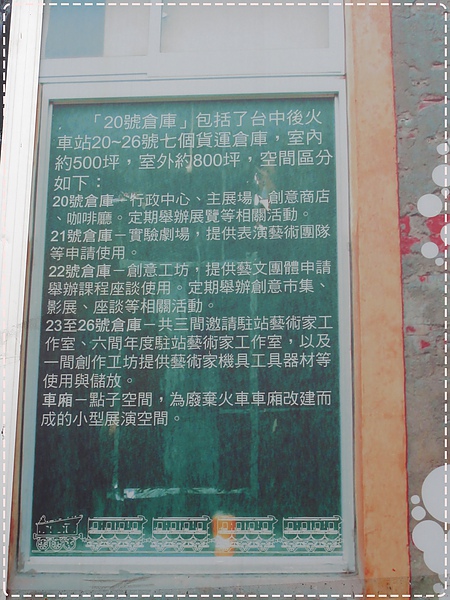 「20號倉庫」包括了台中後火
車站20~26號七個貨運倉庫，室內
約500坪，室外約800坪，空間區分
如下：
20號倉庫－行政中心、主展場、創意商店
、咖啡廳。定期舉辦展覽等相關活動。
21號倉庫－實驗劇場，提供表演藝術團隊
等申請使用。
22號倉庫－創意工坊，提供藝文團體申請
舉辦課程座談使用。定期舉辦創意市集、
影展、座談等相關活動。
23至26號倉庫－共三間邀請駐站藝術家工
作室、六間年度駐站藝術家工作室，以及
一間創作工坊提供藝術家機具工具器材等
使用與儲放。
車廂－點子空間，為廢棄火車車廂改建而
成的小型展演空間。